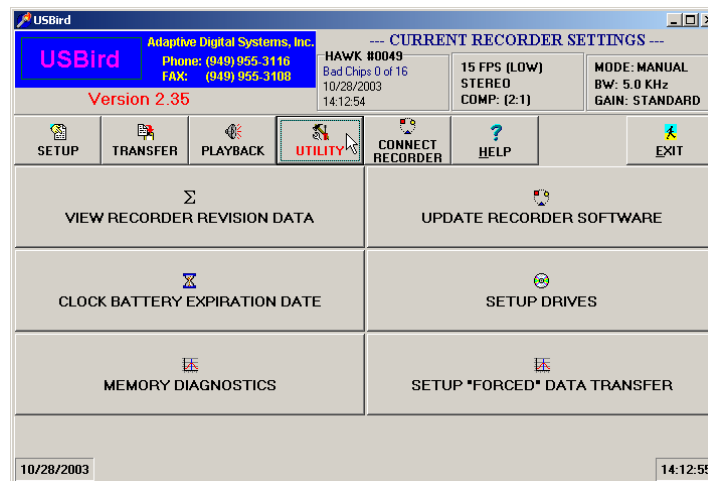 USBird
USBird
Adaptive Digital Systems, Inc.
Phone: (949) 955-3116
FAX: (949) 955-3108
Version 2.35
--- CURRENT RECORDER SETTINGS ---
HAWK #0049
Bad Chips 0 of 16
10/28/2003
14:12:54
15 FPS (LOW)
STEREO
COMP: (2:1)
MODE: MANUAL
BW: 5.0 KHz
GAIN: STANDARD
SETUP
TRANSFER
PLAYBACK
UTILITY
CONNECT
RECORDER
HELP
EXIT
VIEW RECORDER REVISION DATA
UPDATE RECORDER SOFTWARE
CLOCK BATTERY EXPIRATION DATE
SETUP DRIVES
MEMORY DIAGNOSTICS
SETUP "FORCED" DATA TRANSFER
10/28/2003
14:12:55